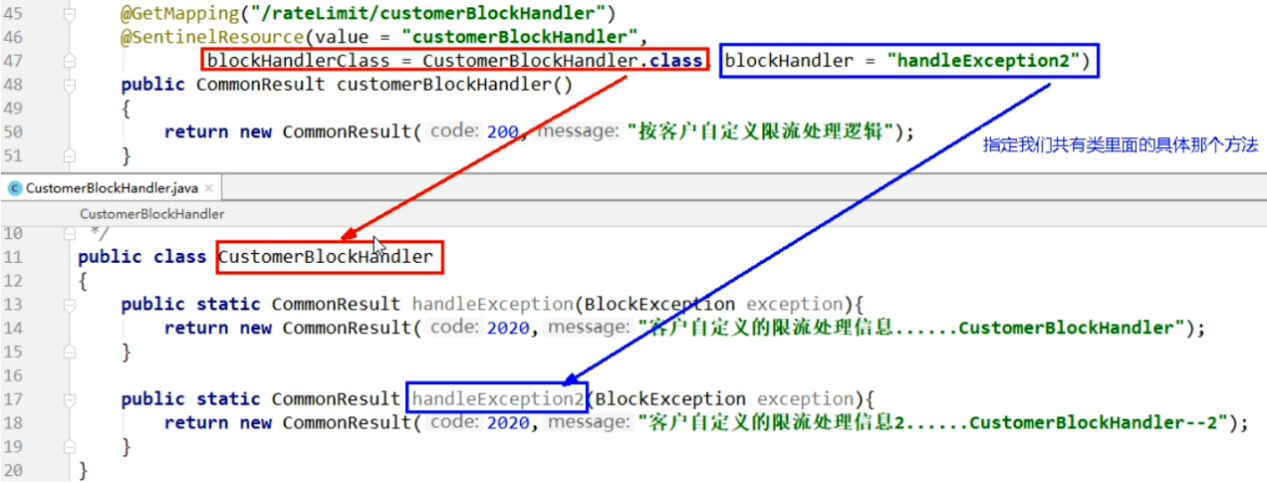 45 @GetMapping("/rateLimit/customerBlockHandler")
46 @SentinelResource(value = "customerBlockHandler",
47 blockHandlerClass = CustomerBlockHandler.class, blockHandler = "handleException2")
48 public CommonResult customerBlockHandler()
49 {
50 return new CommonResult( code: 200, message: "按客户自定义限流处理逻辑");
指定我们共有类里面的具体那个方法
51 }
CustomerBlockHandler.java ×
CustomerBlockHandler
10 */
11 public class CustomerBlockHandler
12 {
13 public static CommonResult handleException(BlockException exception){
14 return new CommonResult( code: 2020, message: "客户自定义的限流处理信息......CustomerBlockHandler");
15 }
16
17 public static CommonResult handleException2(BlockException exception){
18 return new CommonResult( code: 2020, message: "客户自定义的限流处理信息2......CustomerBlockHandler--2");
19 }
20 }